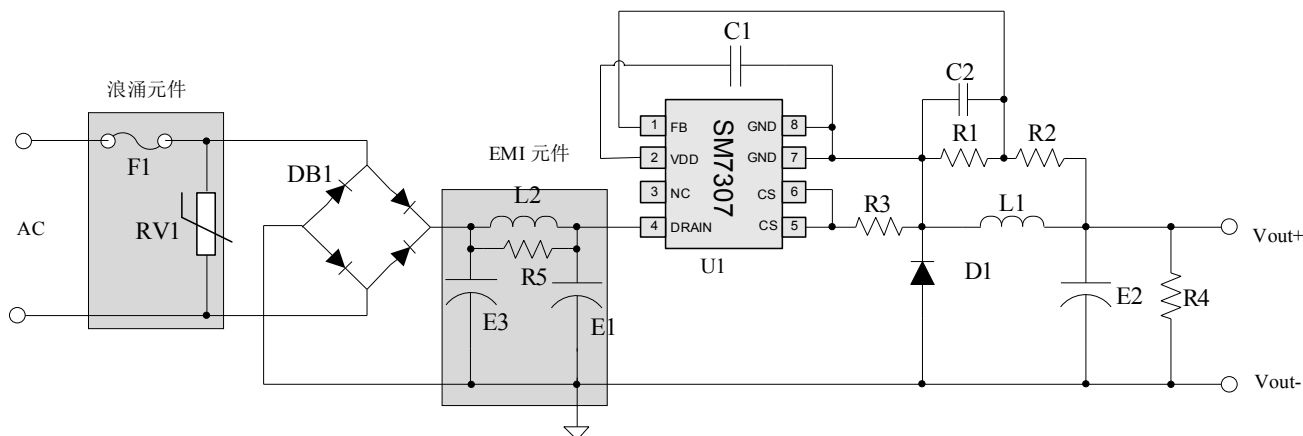 C1
C2
浪涌元件
1 FB GND 8
2 VDD GND 7
3 NC CS 6
4 DRAIN CS 5
SM7307
U1
R1
R2
F1
EMI 元件
DB1
L2
R3
L1
AC
RV1
R5
D1
Vout+
E3
E1
E2
R4
Vout-